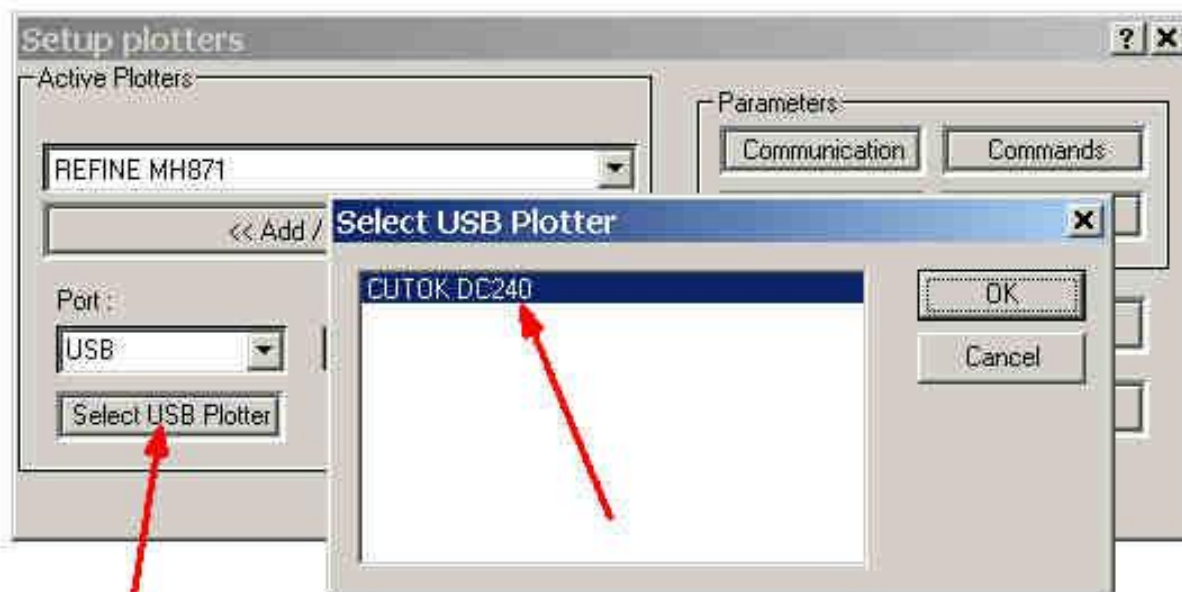 Setup plotters
Active Plotters
REFINE MH871
<< Add /
Port :
USB
Select USB Plotter
Parameters
Communication
Commands
Select USB Plotter
CUTOK DC240
OK
Cancel